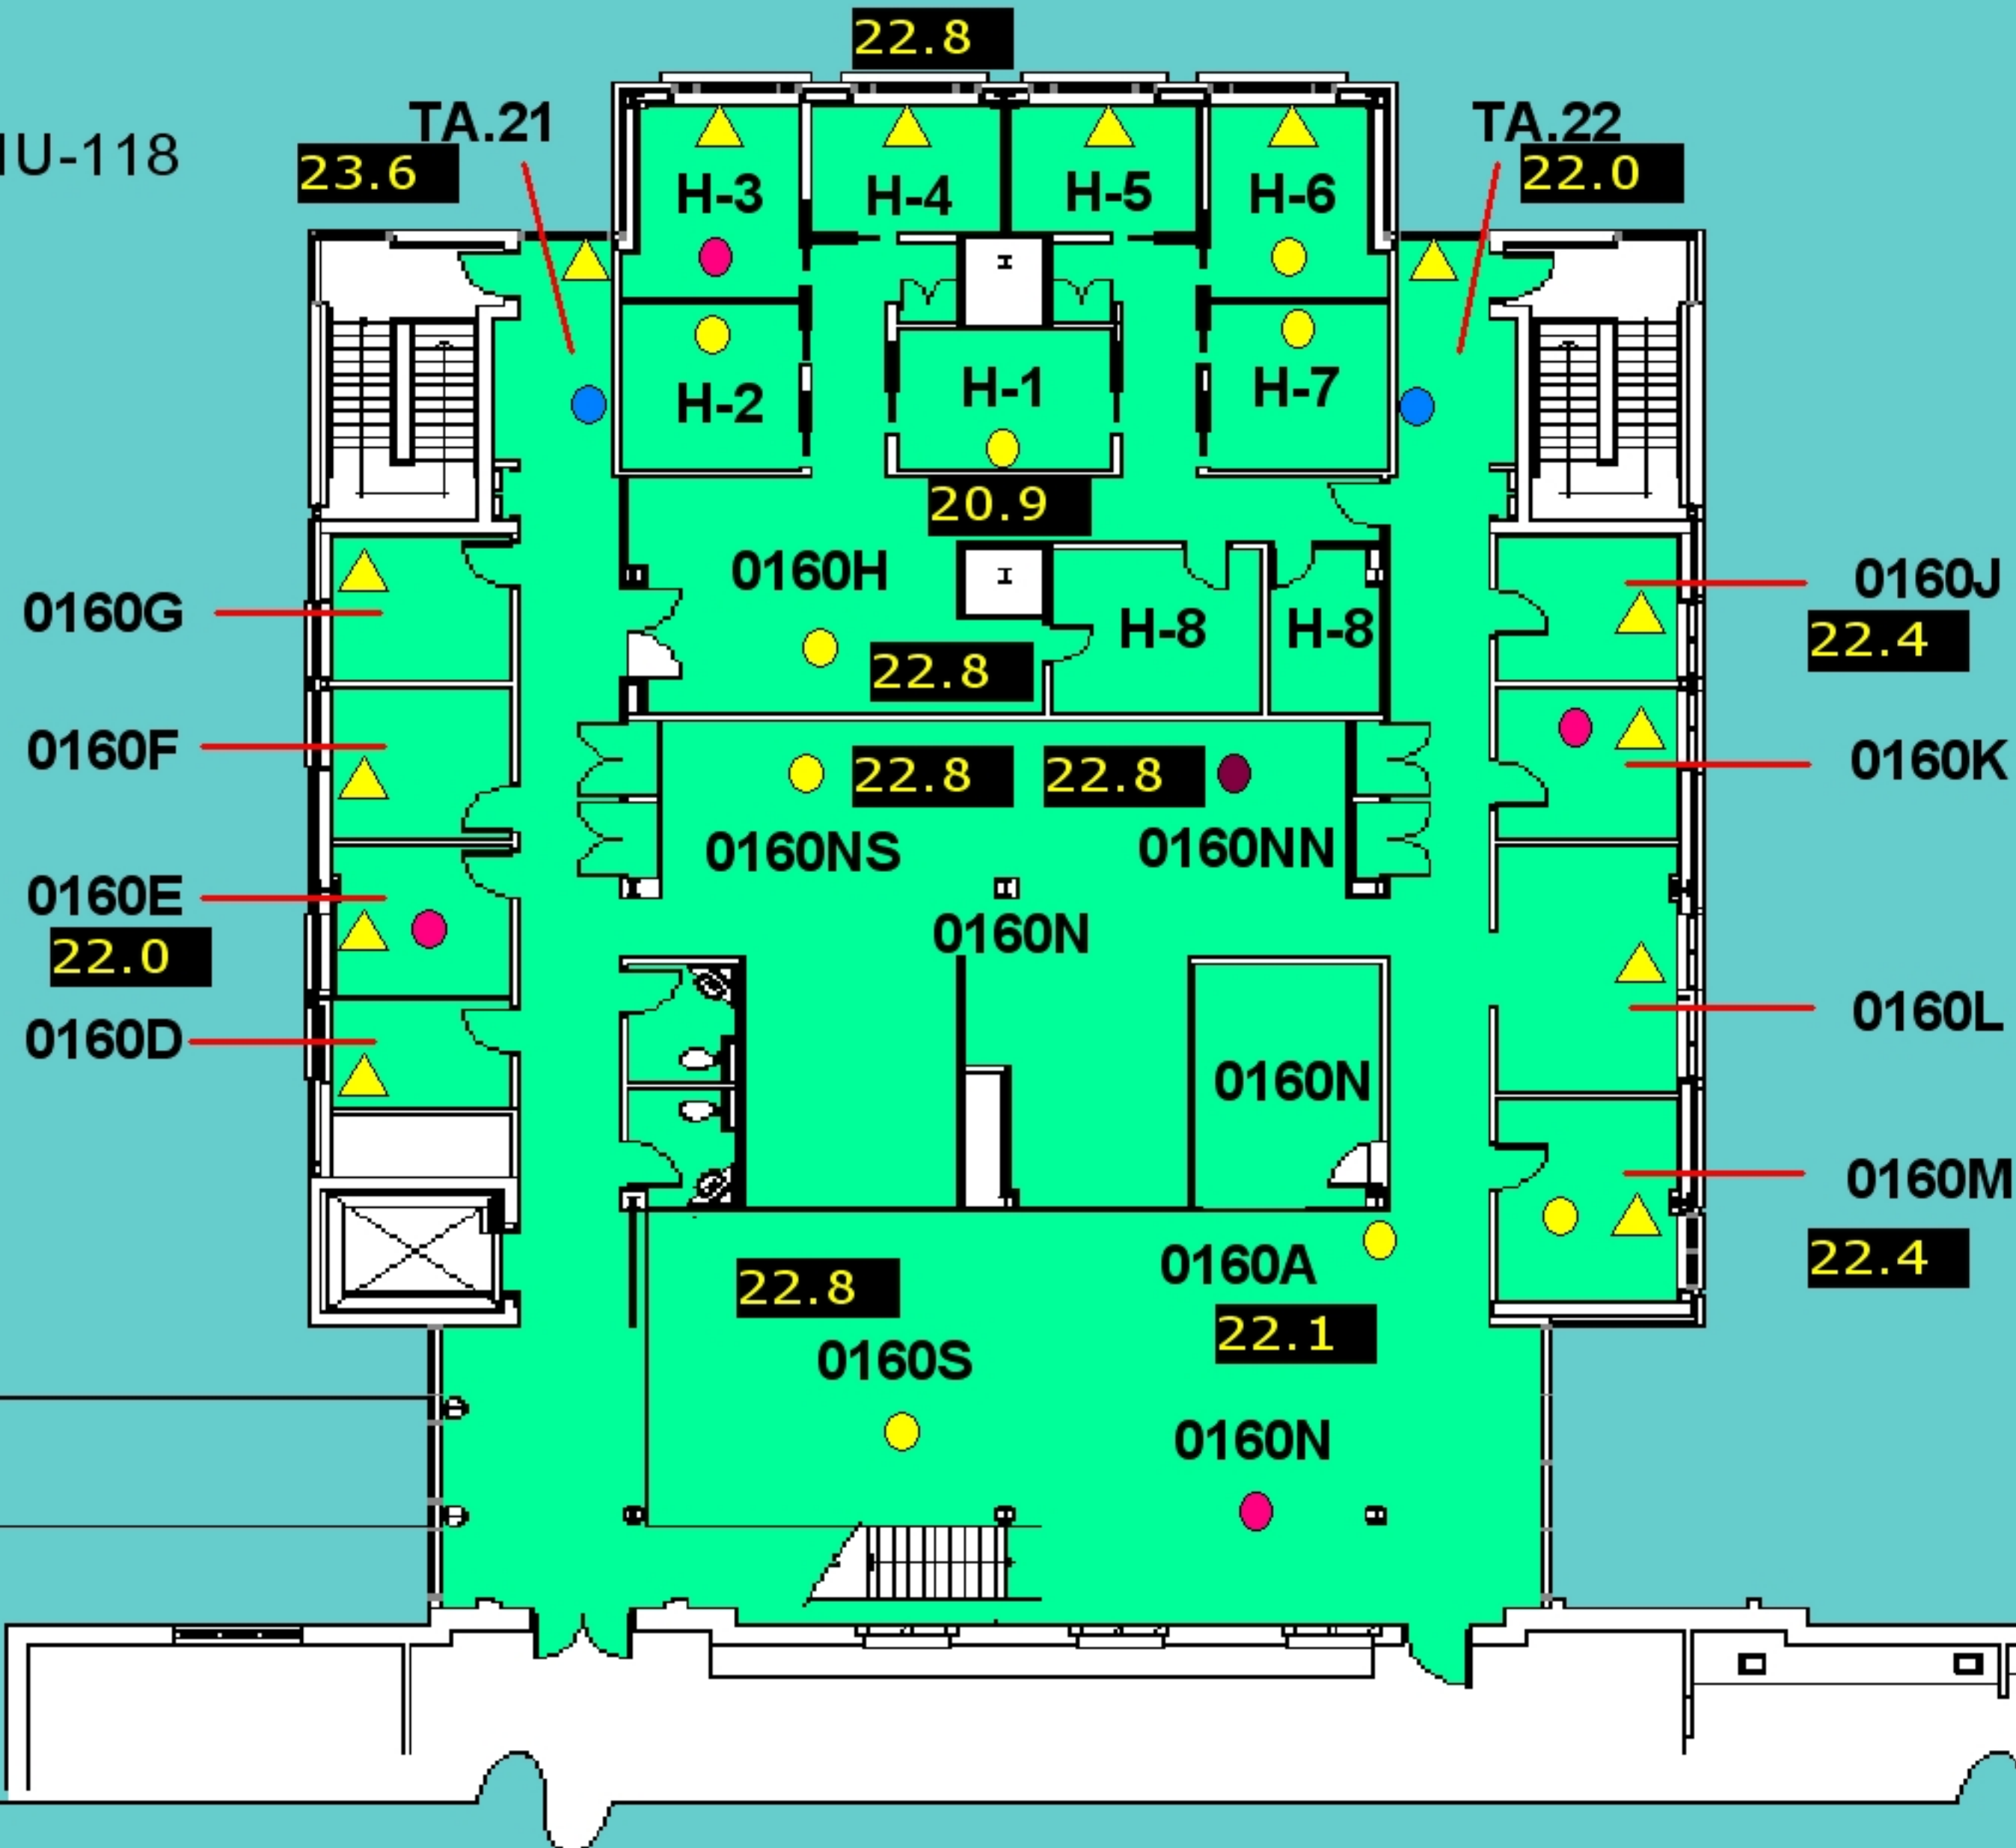 22.8
TA.21
TA.22
IU-118
23.6
22.0
H-3
H-4
H-5
H-6
H-2
H-1
H-7
20.9
0160H
0160G
H-8
H-8
0160J
22.4
22.8
0160F
0160K
22.8
22.8
0160NS
0160NN
0160E
0160N
22.0
0160L
0160D
0160N
0160M
0160A
22.4
22.8
22.1
0160S
0160N